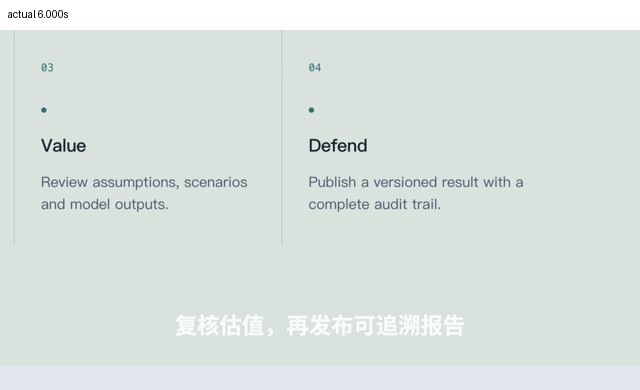 actual 6.000s
03
04
Value
Defend
Review assumptions, scenarios
and model outputs.
Publish a versioned result with a
complete audit trail.
复核估值，再发布可追溯报告